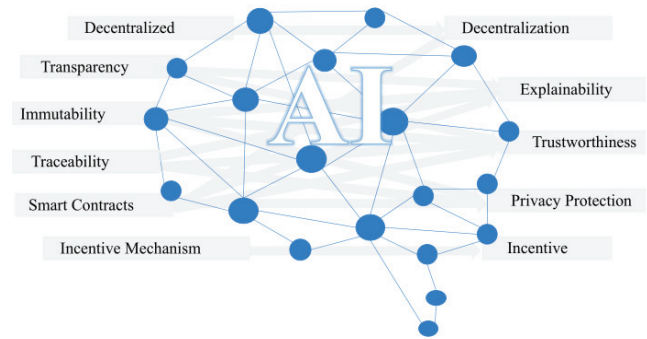 Decentralized
Transparency
Immutability
Traceability
Smart Contracts
Incentive Mechanism
AI
Decentralization
Explainability
Trustworthiness
Privacy Protection
Incentive